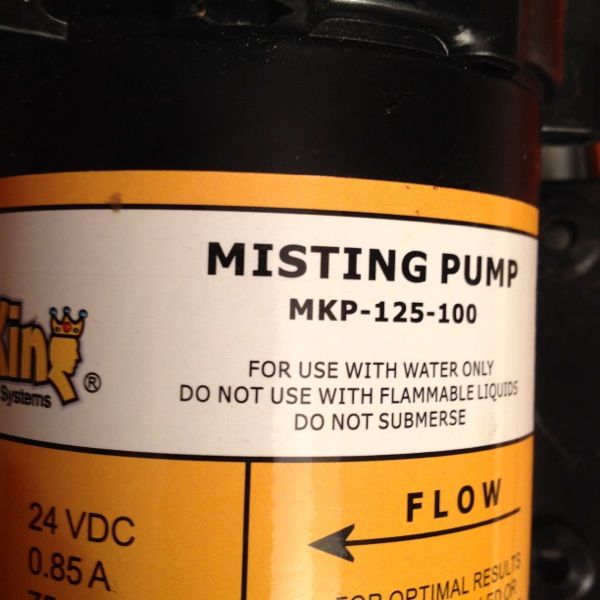 MISTING PUMP
MKP-125-100
King
Systems ®
FOR USE WITH WATER ONLY
DO NOT USE WITH FLAMMABLE LIQUIDS
DO NOT SUBMERSE
FLOW
24 VDC
0.85 A
FOR OPTIMAL RESULTS